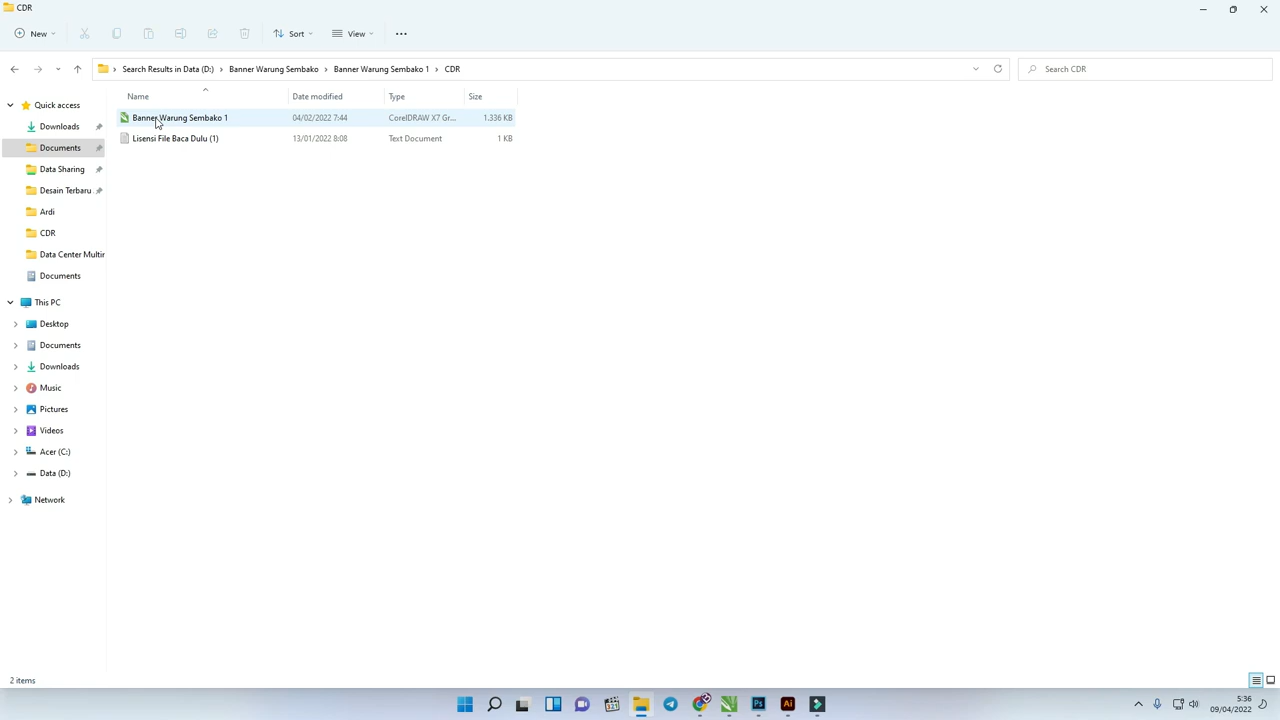 CDR
New
Sort
View
Search Results in Data (D:) > Banner Warung Sembako > Banner Warung Sembako 1 > CDR
Search CDR
Name Date modified Type Size
Banner Warung Sembako 1 04/02/2022 7:44 CorelDRAW X7 Gr... 1.336 KB
Lisensi File Baca Dulu (1) 13/01/2022 8:08 Text Document 1 KB
Quick access
Downloads
Documents
Data Sharing
Desain Terbaru
Ardi
CDR
Data Center Multir
Documents
This PC
Desktop
Documents
Downloads
Music
Pictures
Videos
Acer (C:)
Data (D:)
Network
2 items
Ps
Ai
5:36
09/04/2022